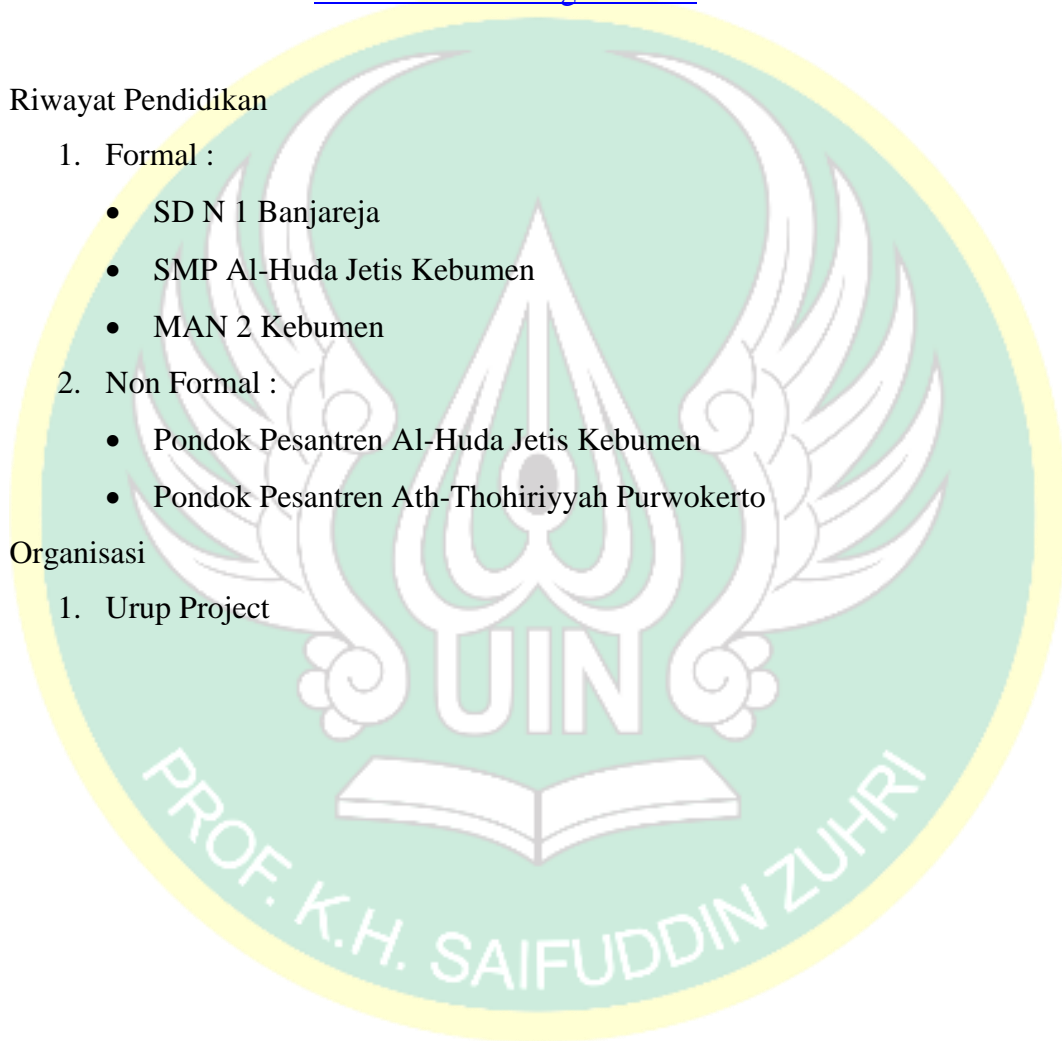 Riwayat Pendidikan
1. Formal :
• SD N 1 Banjareja
• SMP Al-Huda Jetis Kebumen
• MAN 2 Kebumen
2. Non Formal :
• Pondok Pesantren Al-Huda Jetis Kebumen
• Pondok Pesantren Ath-Thohiriyyah Purwokerto
Organisasi
1. Urup Project
UIN
PROF. K.H. SAIFUDDIN ZUHRI